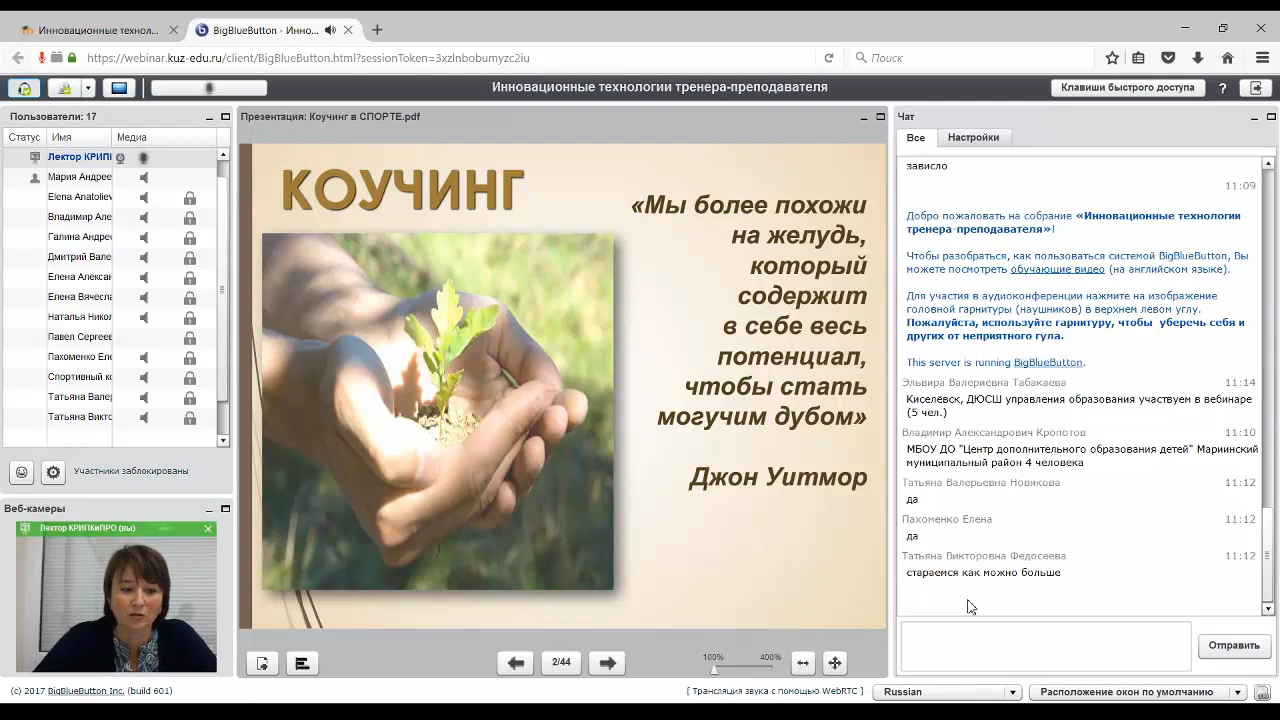 Инновационные технол...
BigBlueButton - Инно...
https://webinar.kuz-edu.ru/client/BigBlueButton.html?sessionToken=3xzlnbobumyzc2iu
Поиск
Инновационные технологии тренера-преподавателя
Клавиши быстрого доступа
?
Пользователи: 17
Статус
Имя
Медиа
Лектор КРИПІ
Мария Андрее
Elena Anatoliev
Владимир Але
Галина Андрее
Дмитрий Вале
Елена Алексан
Елена Вячесла
Наталья Никол
Павел Сергеев
Пахоменко Еле
Спортивный ко
Татьяна Валер
Татьяна Викто
Участники заблокированы
Веб-камеры
Лектор КРИПКиПРО (вы)
Презентация: Коучинг в СПОРТЕ.pdf
КОУЧИНГ
«Мы более похожи
на желудь,
который
содержит
в себе весь
потенциал,
чтобы стать
могучим дубом»
Джон Уитмор
2/44
100%
400%
Чат
Все
Настройки
зависло
11:09
Добро пожаловать на собрание «Инновационные технологии
тренера-преподавателя»!
Чтобы разобраться, как пользоваться системой BigBlueButton, Вы
можете посмотреть обучающие видео (на английском языке).
Для участия в аудиоконференции нажмите на изображение
головной гарнитуры (наушников) в верхнем левом углу.
Пожалуйста, используйте гарнитуру, чтобы уберечь себя и
других от неприятного гула.
This server is running BigBlueButton.
Эльвира Валериевна Табакаева 11:14
Киселёвск, ДЮСШ управления образования участвуем в вебинаре
(5 чел.)
Владимир Александрович Кропотов 11:10
МБОУ ДО "Центр дополнительного образования детей" Мариинский
муниципальный район 4 человека
Татьяна Валерьевна Новикова 11:12
да
Пахоменко Елена 11:12
да
Татьяна Викторовна Федосеева 11:12
стараемся как можно больше
Отправить
(c) 2017 BigBlueButton Inc. (build 601)
[ Трансляция звука с помощью WebRTC ]
Russian
Расположение окон по умолчанию